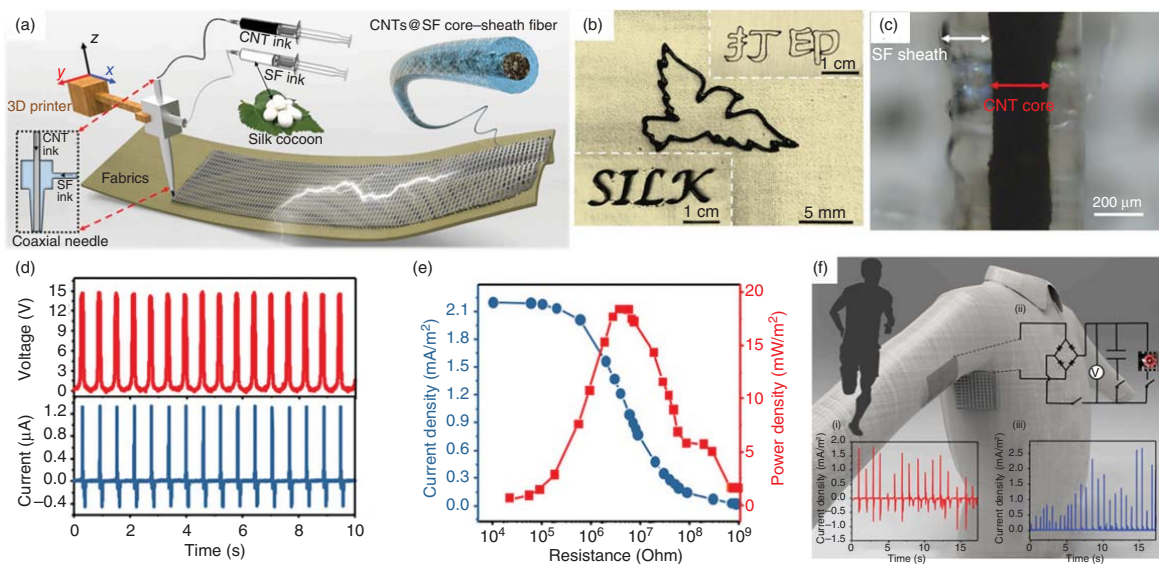 (a)
CNT ink
SF ink
CNTs@SF core–sheath fiber
z
y
x
3D printer
Silk cocoon
CNT
ink
SF
ink
Fabrics
Coaxial needle
(b)
打印
1 cm
SILK
1 cm
5 mm
(c)
SF sheath
CNT core
200 μm
(d)
Voltage (V)
15
12
9
6
3
0
Current (μA)
1.2
0.8
0.4
0.0
−0.4
0 2 4 6 8 10
Time (s)
(e)
Current density (mA/m²)
2.1
1.8
1.5
1.2
0.9
0.6
0.3
0.0
20
15
10
5
0
Power density (mW/m²)
10⁴ 10⁵ 10⁶ 10⁷ 10⁸ 10⁹
Resistance (Ohm)
(f)
(ii)
V
(i)
Current density (mA/m²)
2.0
1.5
1.0
0.5
0.0
−0.5
−1.0
−1.5
0 5 10 15
Time (s)
(iii)
Current density (mA/m²)
3.0
2.5
2.0
1.5
1.0
0.5
0.0
0 5 10 15
Time (s)